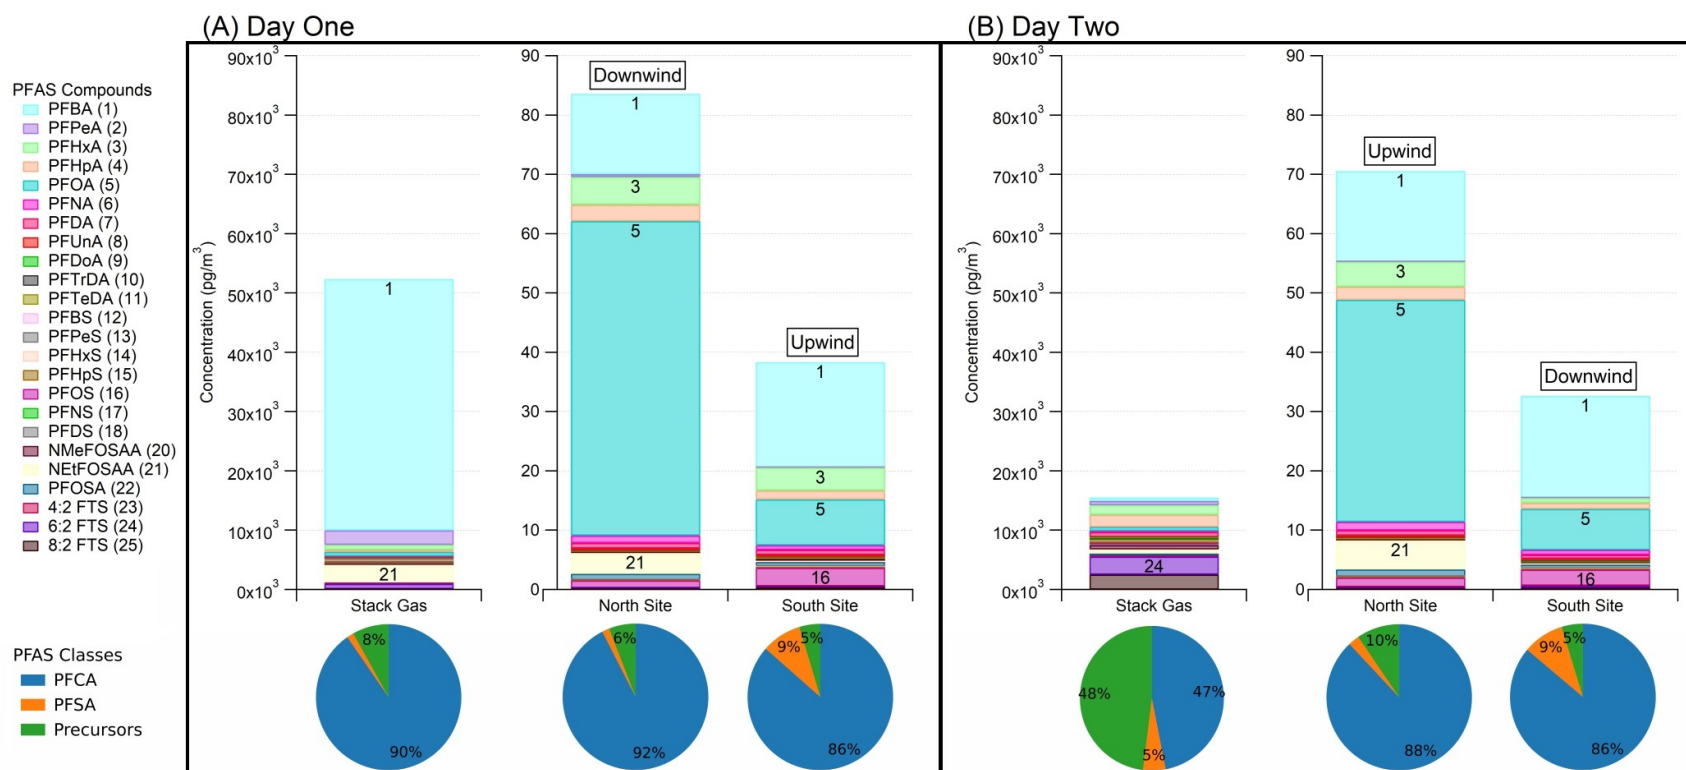 (A) Day One
(B) Day Two
PFAS Compounds
PFBA (1)
PFPeA (2)
PFHxA (3)
PFHpA (4)
PFOA (5)
PFNA (6)
PFDA (7)
PFUnA (8)
PFDoA (9)
PFTrDA (10)
PFTeDA (11)
PFBS (12)
PFPeS (13)
PFHxS (14)
PFHpS (15)
PFOS (16)
PFNS (17)
PFDS (18)
NMeFOSAA (20)
NEtFOSAA (21)
PFOSA (22)
4:2 FTS (23)
6:2 FTS (24)
8:2 FTS (25)
PFAS Classes
PFCA
PFSA
Precursors
Concentration (pg/m³)
90x10³
80x10³
70x10³
60x10³
50x10³
40x10³
30x10³
20x10³
10x10³
0x10³
1
21
Stack Gas
90
80
70
60
50
40
30
20
10
0
Downwind
1
3
5
21
North Site
Upwind
1
3
5
16
South Site
8%
90%
6%
92%
9%
5%
86%
Concentration (pg/m³)
90x10³
80x10³
70x10³
60x10³
50x10³
40x10³
30x10³
20x10³
10x10³
0x10³
24
Stack Gas
90
80
70
60
50
40
30
20
10
0
Upwind
1
3
5
21
North Site
Downwind
1
5
16
South Site
48%
47%
5%
10%
88%
9%
5%
86%